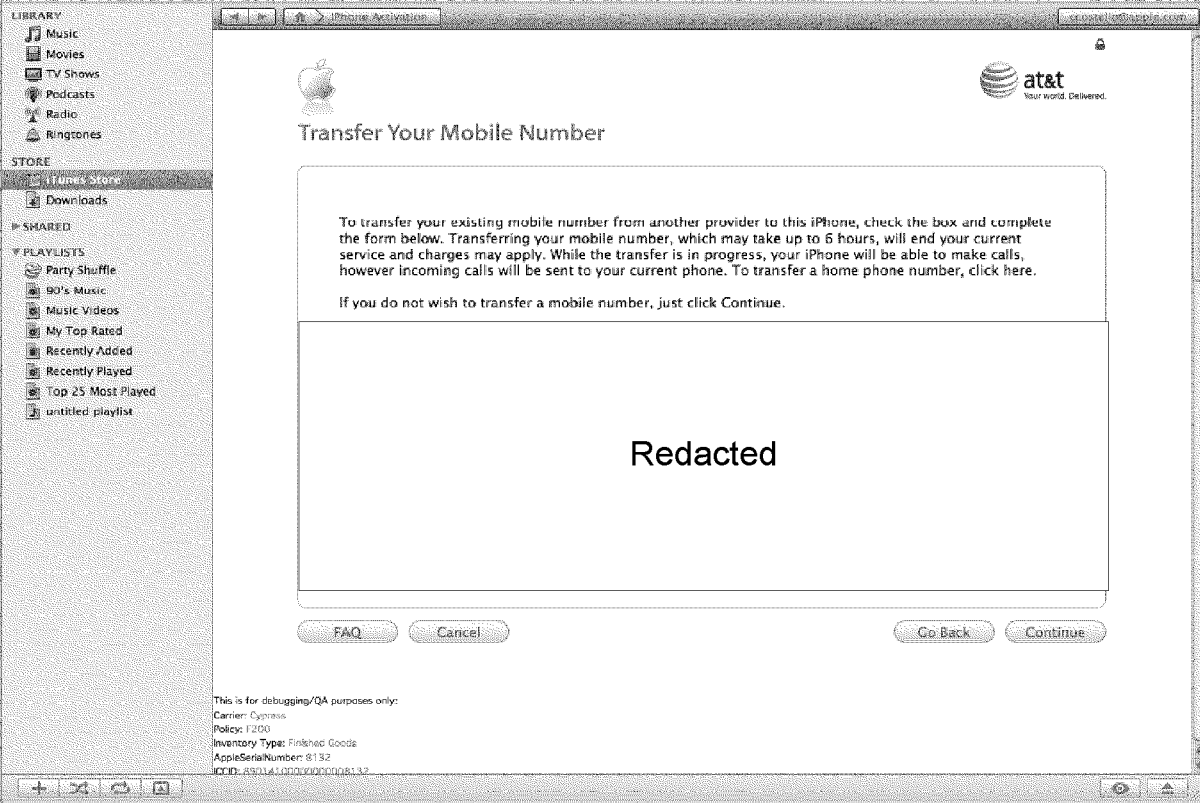 LIBRARY
Music
Movies
TV Shows
Podcasts
Radio
Ringtones
STORE
iTunes Store
Downloads
SHARED
PLAYLISTS
Party Shuffle
90's Music
Music Videos
My Top Rated
Recently Added
Recently Played
Top 25 Most Played
untitled playlist
iPhone Activation
at&t
Your world. Delivered.
Transfer Your Mobile Number
To transfer your existing mobile number from another provider to this iPhone, check the box and complete
the form below. Transferring your mobile number, which may take up to 6 hours, will end your current
service and charges may apply. While the transfer is in progress, your iPhone will be able to make calls,
however incoming calls will be sent to your current phone. To transfer a home phone number, click here.
If you do not wish to transfer a mobile number, just click Continue.
Redacted
FAQ
Cancel
Go Back
Continue
This is for debugging/QA purposes only:
Carrier: Cypress
Policy: F200
Inventory Type: Finished Goods
AppleSerialNumber: 8132
ICCID: